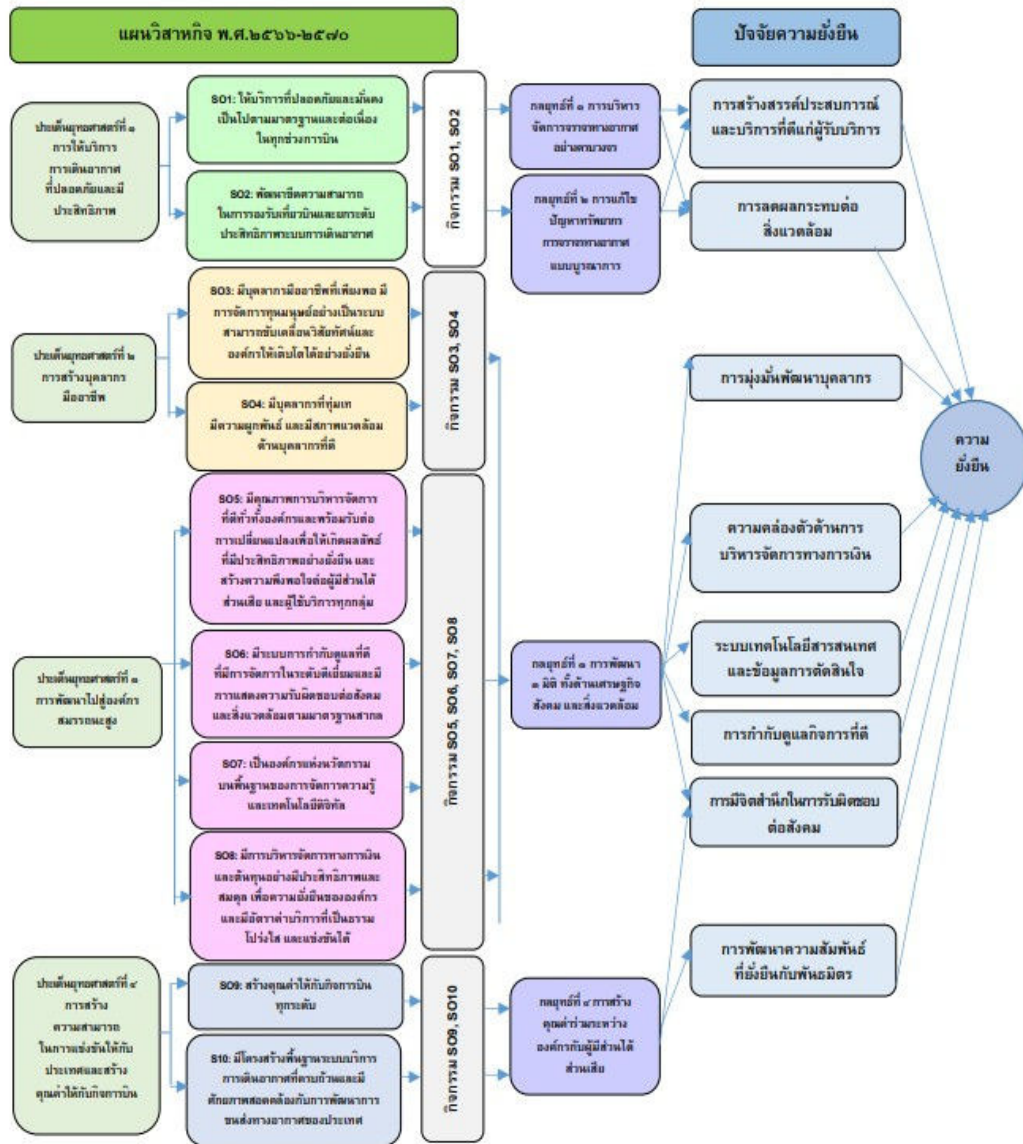 แผนวิสาหกิจ พ.ศ.๒๕๖๖-๒๕๗๐
ปัจจัยความยั่งยืน
ประเด็นยุทธศาสตร์ที่ ๑
การให้บริการ
การเดินอากาศ
ที่ปลอดภัยและมี
ประสิทธิภาพ
SO1: ให้บริการที่ปลอดภัยและมั่นคง
เป็นไปตามมาตรฐานและต่อเนื่อง
ในทุกช่วงการบิน
SO2: พัฒนาขีดความสามารถ
ในการรองรับเที่ยวบินและยกระดับ
ประสิทธิภาพระบบการเดินอากาศ
กิจกรรม SO1, SO2
กลยุทธ์ที่ ๑ การบริหาร
จัดการจราจรทางอากาศ
อย่างครบวงจร
กลยุทธ์ที่ ๒ การแก้ไข
ปัญหาทรัพยากร
การจราจรทางอากาศ
แบบบูรณาการ
การสร้างสรรค์ประสบการณ์
และบริการที่ดีแก่ผู้รับบริการ
การลดผลกระทบต่อ
สิ่งแวดล้อม
ประเด็นยุทธศาสตร์ที่ ๒
การสร้างบุคลากร
มืออาชีพ
SO3: มีบุคลากรมืออาชีพที่เพียงพอ มี
การจัดการทุนมนุษย์อย่างเป็นระบบ
สามารถขับเคลื่อนวิสัยทัศน์และ
องค์กรให้เติบโตได้อย่างยั่งยืน
SO4: มีบุคลากรที่ทุ่มเท
มีความผูกพัน และมีสภาพแวดล้อม
ด้านบุคลากรที่ดี
กิจกรรม SO3, SO4
การมุ่งมั่นพัฒนาบุคลากร
ความ
ยั่งยืน
ประเด็นยุทธศาสตร์ที่ ๓
การพัฒนาไปสู่องค์กร
สมรรถนะสูง
SO5: มีคุณภาพการบริหารจัดการ
ที่ดีทั่วทั้งองค์กรและพร้อมรับต่อ
การเปลี่ยนแปลงเพื่อให้เกิดผลลัพธ์
ที่มีประสิทธิภาพอย่างยั่งยืน และ
สร้างความพึงพอใจต่อผู้มีส่วนได้
ส่วนเสีย และผู้ใช้บริการทุกกลุ่ม
SO6: มีระบบการกำกับดูแลที่ดี
ที่มีการจัดการในระดับดีเยี่ยมและมี
การแสดงความรับผิดชอบต่อสังคม
และสิ่งแวดล้อมตามมาตรฐานสากล
SO7: เป็นองค์กรแห่งนวัตกรรม
บนพื้นฐานของการจัดการความรู้
และเทคโนโลยีดิจิทัล
SO8: มีการบริหารจัดการทางการเงิน
และต้นทุนอย่างมีประสิทธิภาพและ
สมดุล เพื่อความยั่งยืนขององค์กร
และมีอัตราค่าบริการที่เป็นธรรม
โปร่งใส และแข่งขันได้
กิจกรรม SO5, SO6, SO7, SO8
กลยุทธ์ที่ ๓ การพัฒนา
๓ มิติ ทั้งด้านเศรษฐกิจ
สังคม และสิ่งแวดล้อม
ความคล่องตัวด้านการ
บริหารจัดการทางการเงิน
ระบบเทคโนโลยีสารสนเทศ
และข้อมูลการตัดสินใจ
การกำกับดูแลกิจการที่ดี
การมีจิตสำนึกในการรับผิดชอบ
ต่อสังคม
ประเด็นยุทธศาสตร์ที่ ๔
การสร้าง
ความสามารถ
ในการแข่งขันให้กับ
ประเทศและสร้าง
คุณค่าให้กับกิจการบิน
SO9: สร้างคุณค่าให้กับกิจการบิน
ทุกระดับ
S10: มีโครงสร้างพื้นฐานระบบบริการ
การเดินอากาศที่ครบถ้วนและมี
ศักยภาพสอดคล้องกับการพัฒนาการ
ขนส่งทางอากาศของประเทศ
กิจกรรม SO9, SO10
กลยุทธ์ที่ ๔ การสร้าง
คุณค่าร่วมระหว่าง
องค์กรกับผู้มีส่วนได้
ส่วนเสีย
การพัฒนาความสัมพันธ์
ที่ยั่งยืนกับพันธมิตร